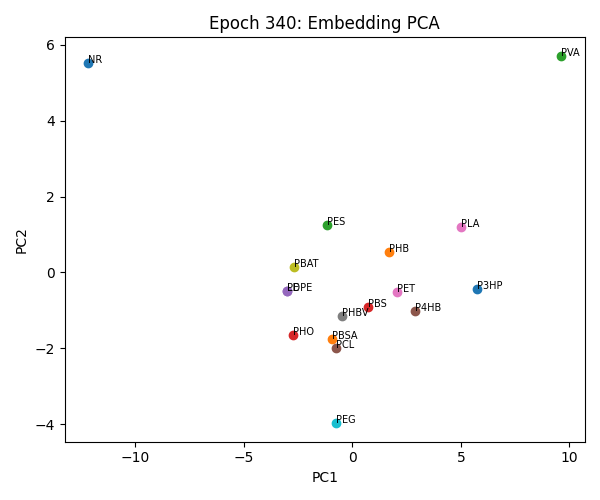 Epoch 340: Embedding PCA
PC2
6
4
2
0
−2
−4
NR
PVA
PES
PLA
PHB
PBAT
P3HP
PET
PBS
P4HB
PHBV
PHO
PBSA
PCL
PEG
−10
−5
0
5
10
PC1